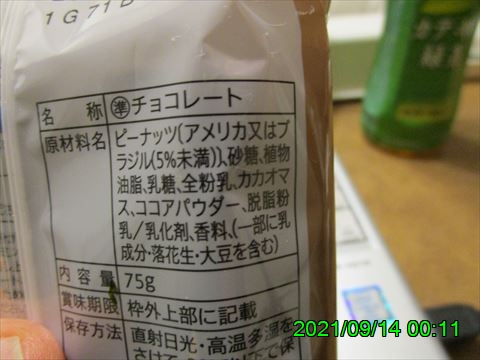 1G71D
名 称 ㊜チョコレート
原材料名 ピーナッツ(アメリカ又はブ
ラジル(5%未満))、砂糖、植物
油脂、乳糖、全粉乳、カカオマ
ス、ココアパウダー、脱脂粉
乳/乳化剤、香料、(一部に乳
成分・落花生・大豆を含む)
内 容 量 75g
賞味期限 枠外上部に記載
保存方法 直射日光・高温多湿を
カテ
緑
2021/09/14 00:11